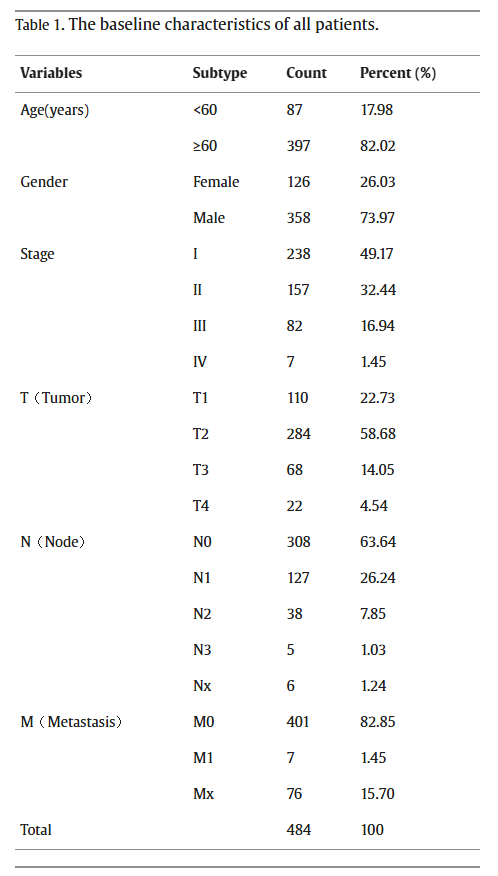 Table 1. The baseline characteristics of all patients.
Variables Subtype Count Percent (%)
Age(years) <60 87 17.98
≥60 397 82.02
Gender Female 126 26.03
Male 358 73.97
Stage I 238 49.17
II 157 32.44
III 82 16.94
IV 7 1.45
T（Tumor） T1 110 22.73
T2 284 58.68
T3 68 14.05
T4 22 4.54
N（Node） N0 308 63.64
N1 127 26.24
N2 38 7.85
N3 5 1.03
Nx 6 1.24
M（Metastasis） M0 401 82.85
M1 7 1.45
Mx 76 15.70
Total 484 100